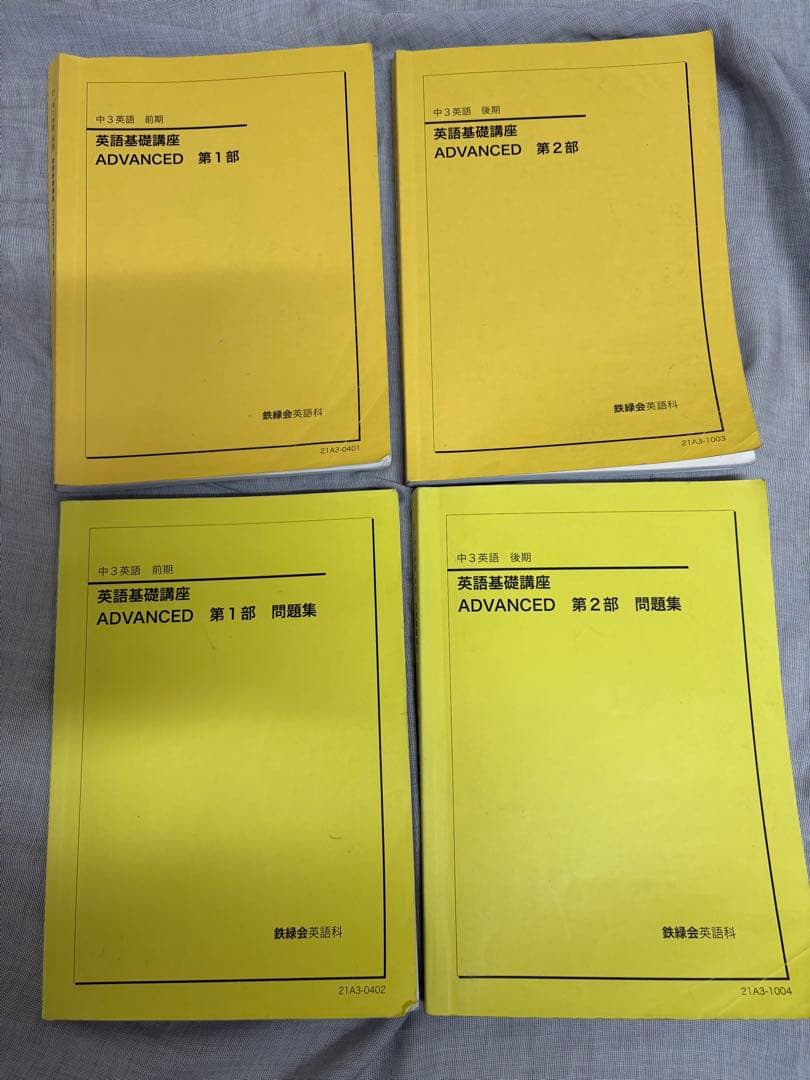 中3英語 前期
英語基礎講座
ADVANCED 第1部
鉄緑会英語科
21A3-0401
中3英語 後期
英語基礎講座
ADVANCED 第2部
鉄緑会英語科
21A3-1003
中3英語 前期
英語基礎講座
ADVANCED 第1部 問題集
鉄緑会英語科
21A3-0402
中3英語 後期
英語基礎講座
ADVANCED 第2部 問題集
鉄緑会英語科
21A3-1004